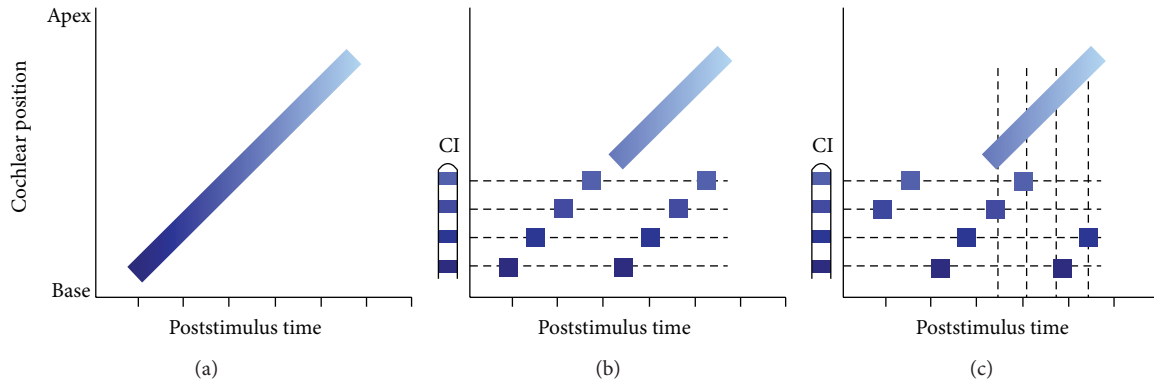 Apex
Cochlear position
Base
Poststimulus time
(a)
CI
Poststimulus time
(b)
CI
Poststimulus time
(c)